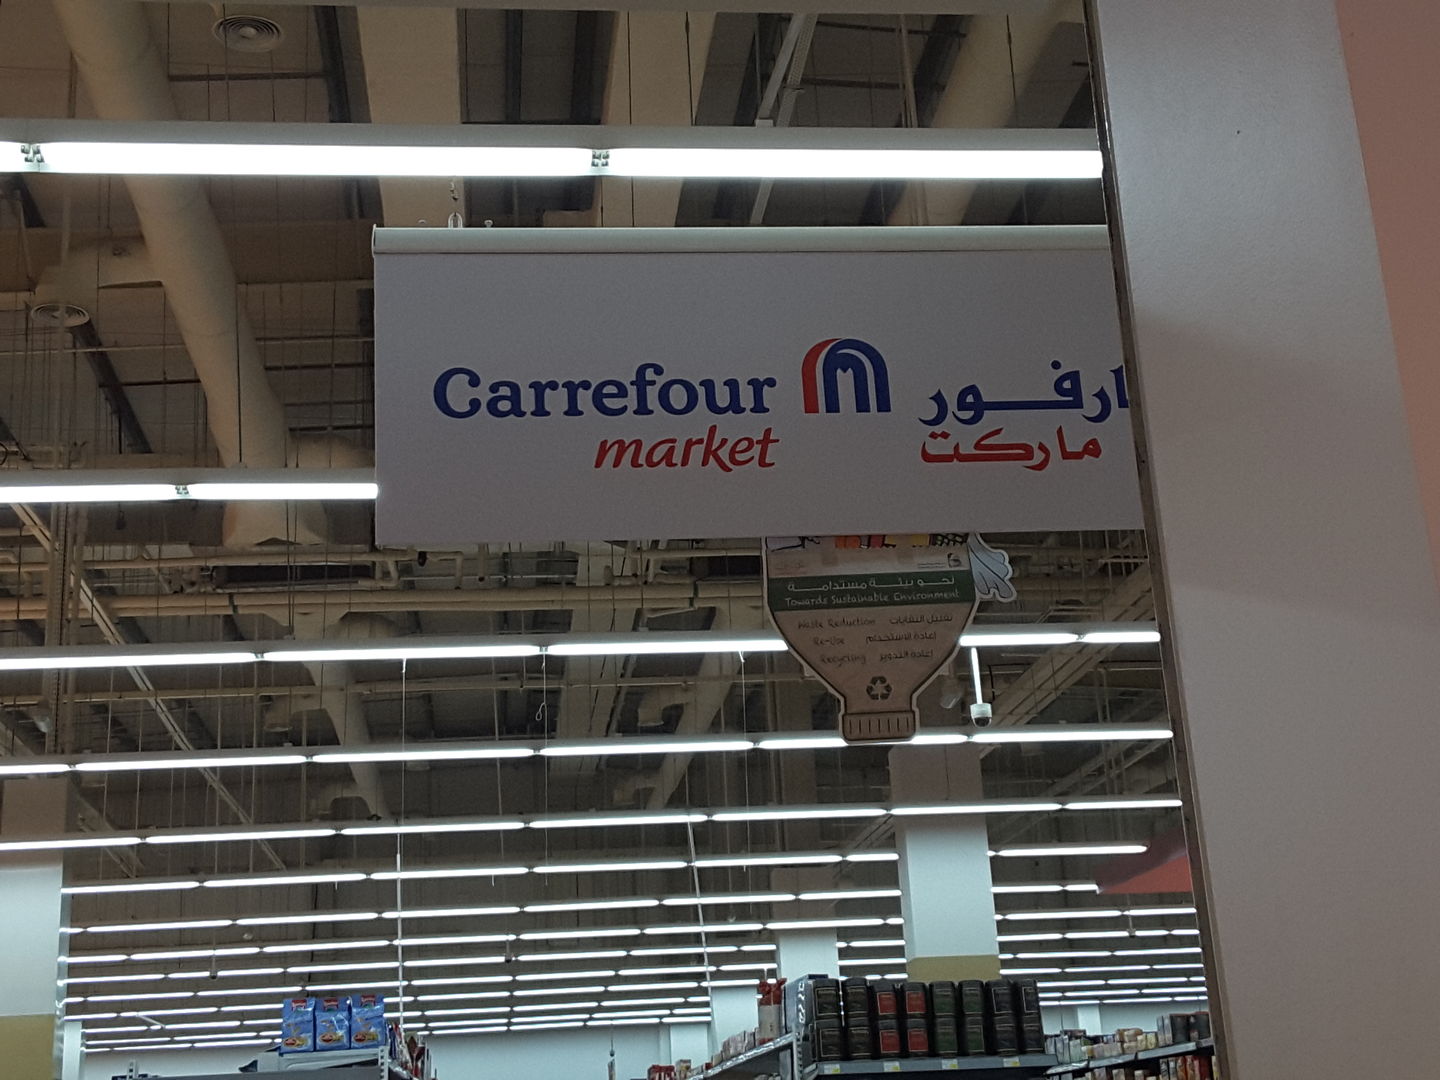 Carrefour
market
ارفور
ماركت
نحو بيئة مستدامة
Towards Sustainable Environment
Waste Reduction تقليل النفايات
Re-Use إعادة الاستخدام
Recycling إعادة التدوير